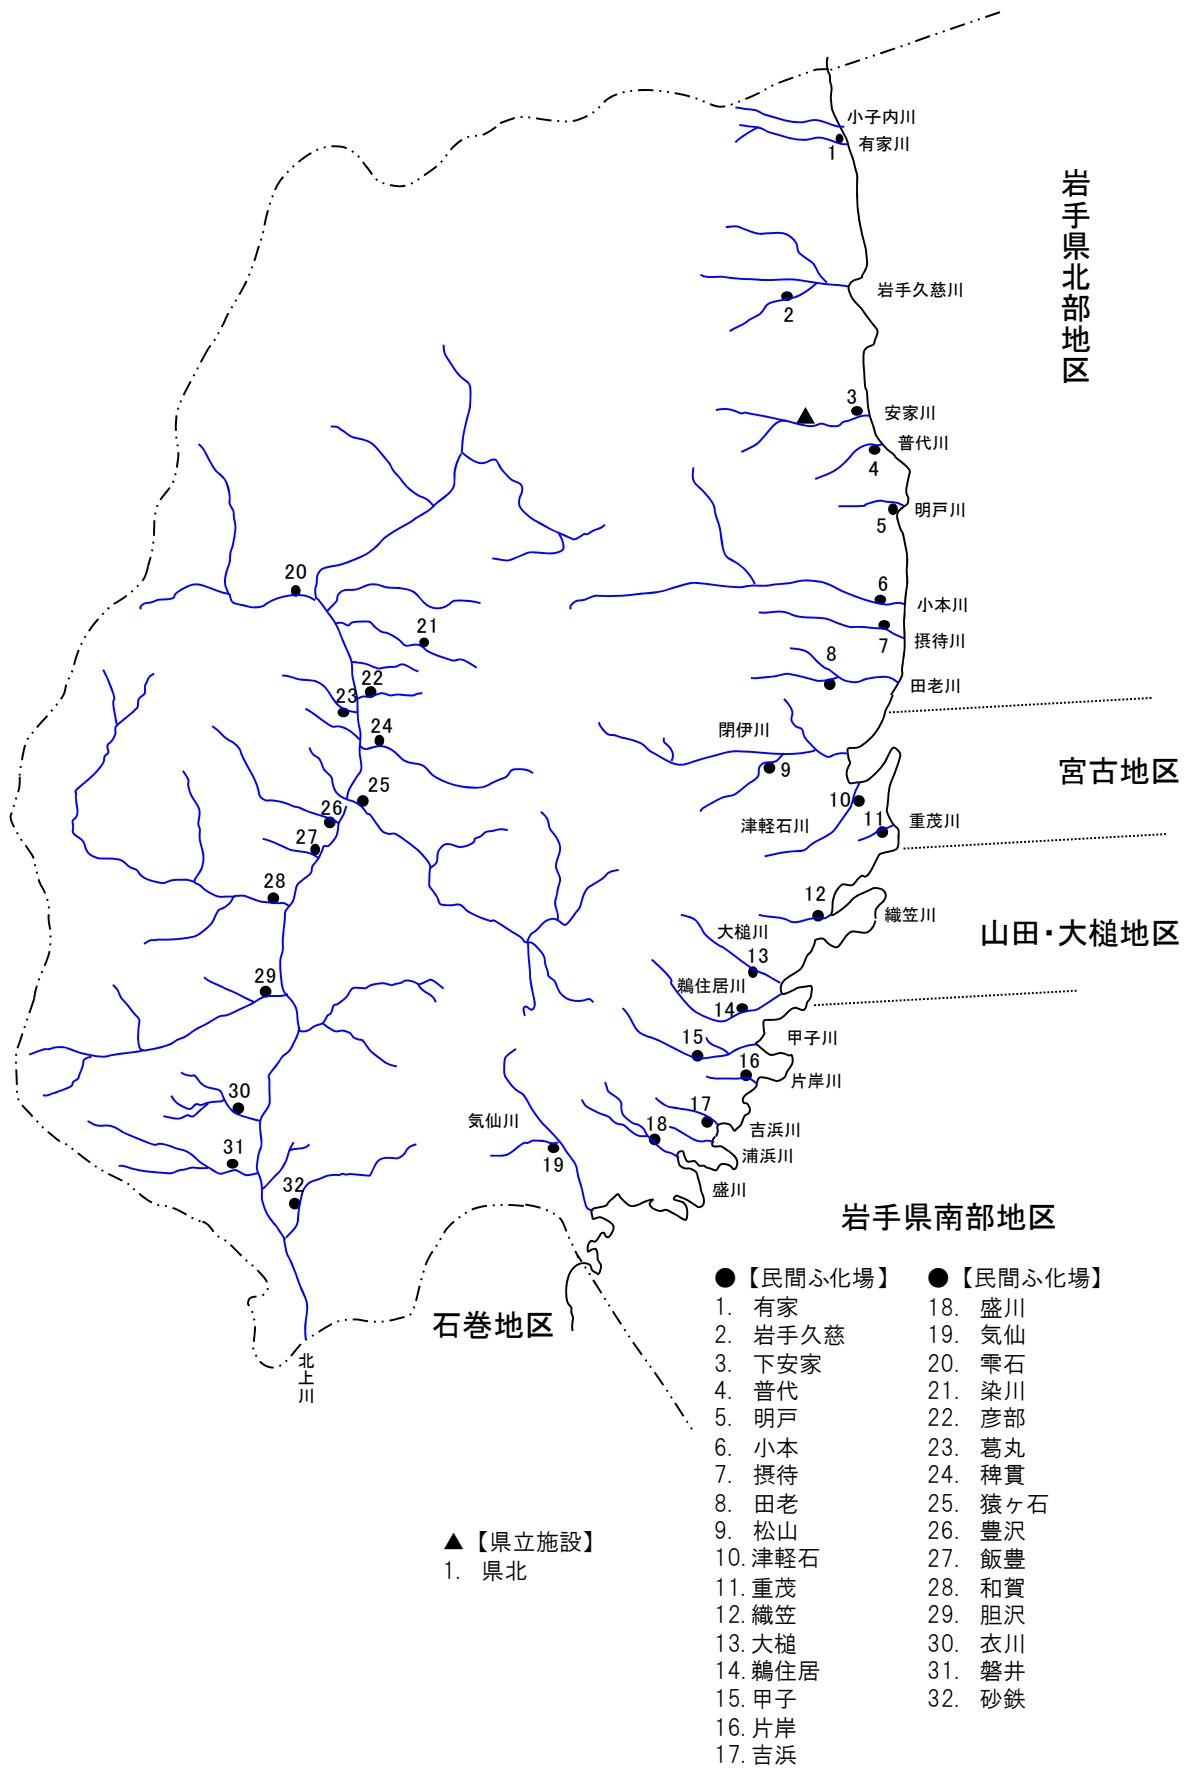 小子内川
1
有家川
岩手県北部地区
岩手久慈川
2
3
安家川
普代川
4
5
明戸川
20
6
小本川
21
7
摂待川
8
22
田老川
23
24
閉伊川
9
宮古地区
25
10
26
津軽石川
11
重茂川
27
28
12
織笠川
大槌川
山田・大槌地区
13
29
鵜住居川
14
15
甲子川
16
片岸川
30
17
気仙川
18
吉浜川
31
19
浦浜川
32
盛川
岩手県南部地区
石巻地区
北上川
●【民間ふ化場】
1. 有家
2. 岩手久慈
3. 下安家
4. 普代
5. 明戸
6. 小本
7. 摂待
8. 田老
9. 松山
10. 津軽石
11. 重茂
12. 織笠
13. 大槌
14. 鵜住居
15. 甲子
16. 片岸
17. 吉浜
●【民間ふ化場】
18. 盛川
19. 気仙
20. 雫石
21. 染川
22. 彦部
23. 葛丸
24. 稗貫
25. 猿ヶ石
26. 豊沢
27. 飯豊
28. 和賀
29. 胆沢
30. 衣川
31. 磐井
32. 砂鉄
▲【県立施設】
1. 県北